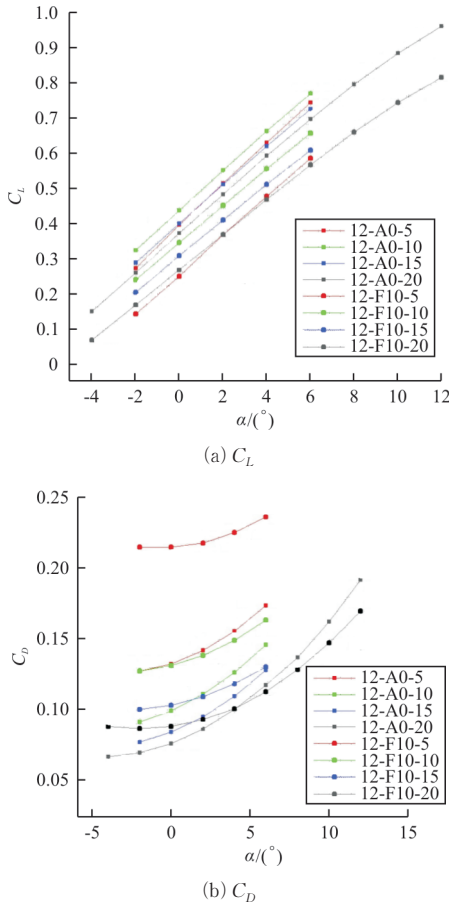 1.0
0.9
0.8
0.7
0.6
0.5
0.4
0.3
0.2
0.1
0
C_L
12-A0-5
12-A0-10
12-A0-15
12-A0-20
12-F10-5
12-F10-10
12-F10-15
12-F10-20
-4 -2 0 2 4 6 8 10 12
α/(°)
(a) C_L
0.25
0.20
0.15
0.10
0.05
C_D
12-A0-5
12-A0-10
12-A0-15
12-A0-20
12-F10-5
12-F10-10
12-F10-15
12-F10-20
-5 0 5 10 15
α/(°)
(b) C_D